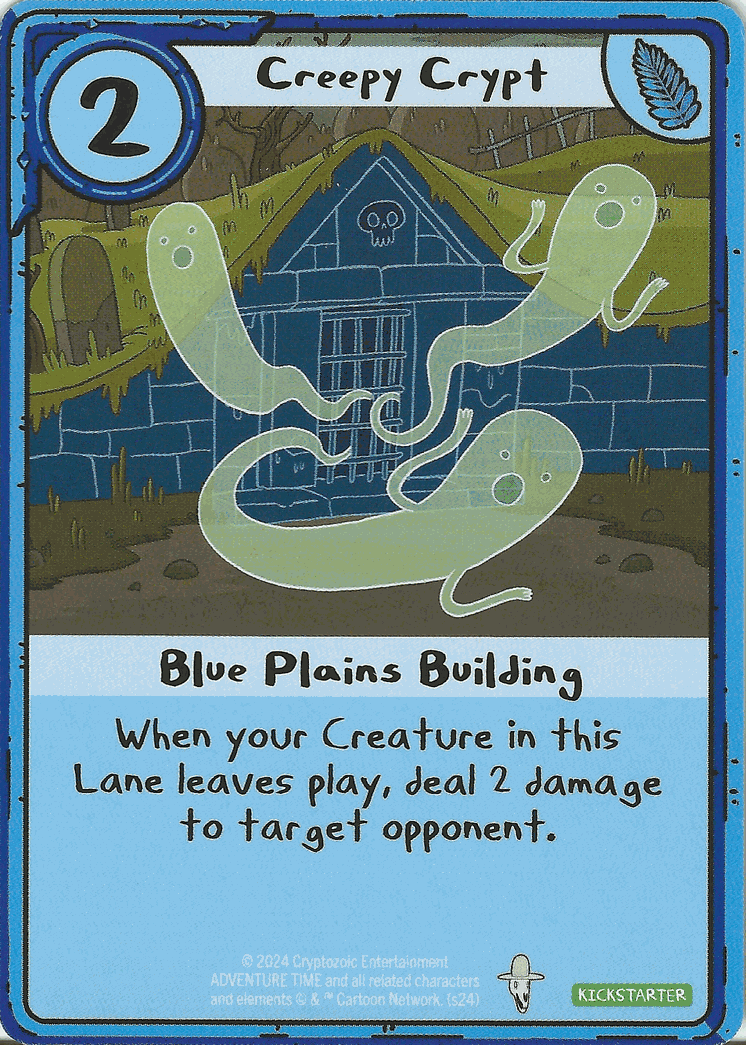 2
Creepy Crypt
Blue Plains Building
When your Creature in this
Lane leaves play, deal 2 damage
to target opponent.
© 2024 Cryptozoic Entertainment
ADVENTURE TIME and all related characters
and elements © & ™ Cartoon Network. (s24)
KICKSTARTER